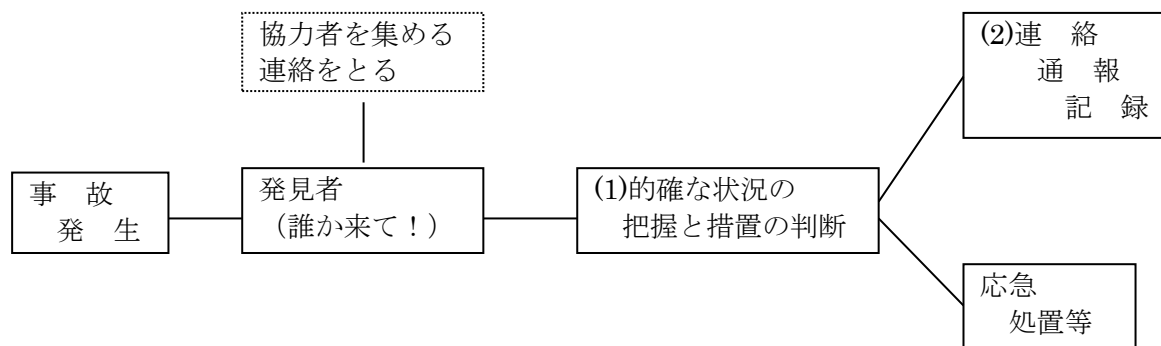 協力者を集める
連絡をとる
(2)連 絡
通 報
記 録
事 故
発 生
発見者
（誰か来て！）
(1)的確な状況の
把握と措置の判断
応急
処置等